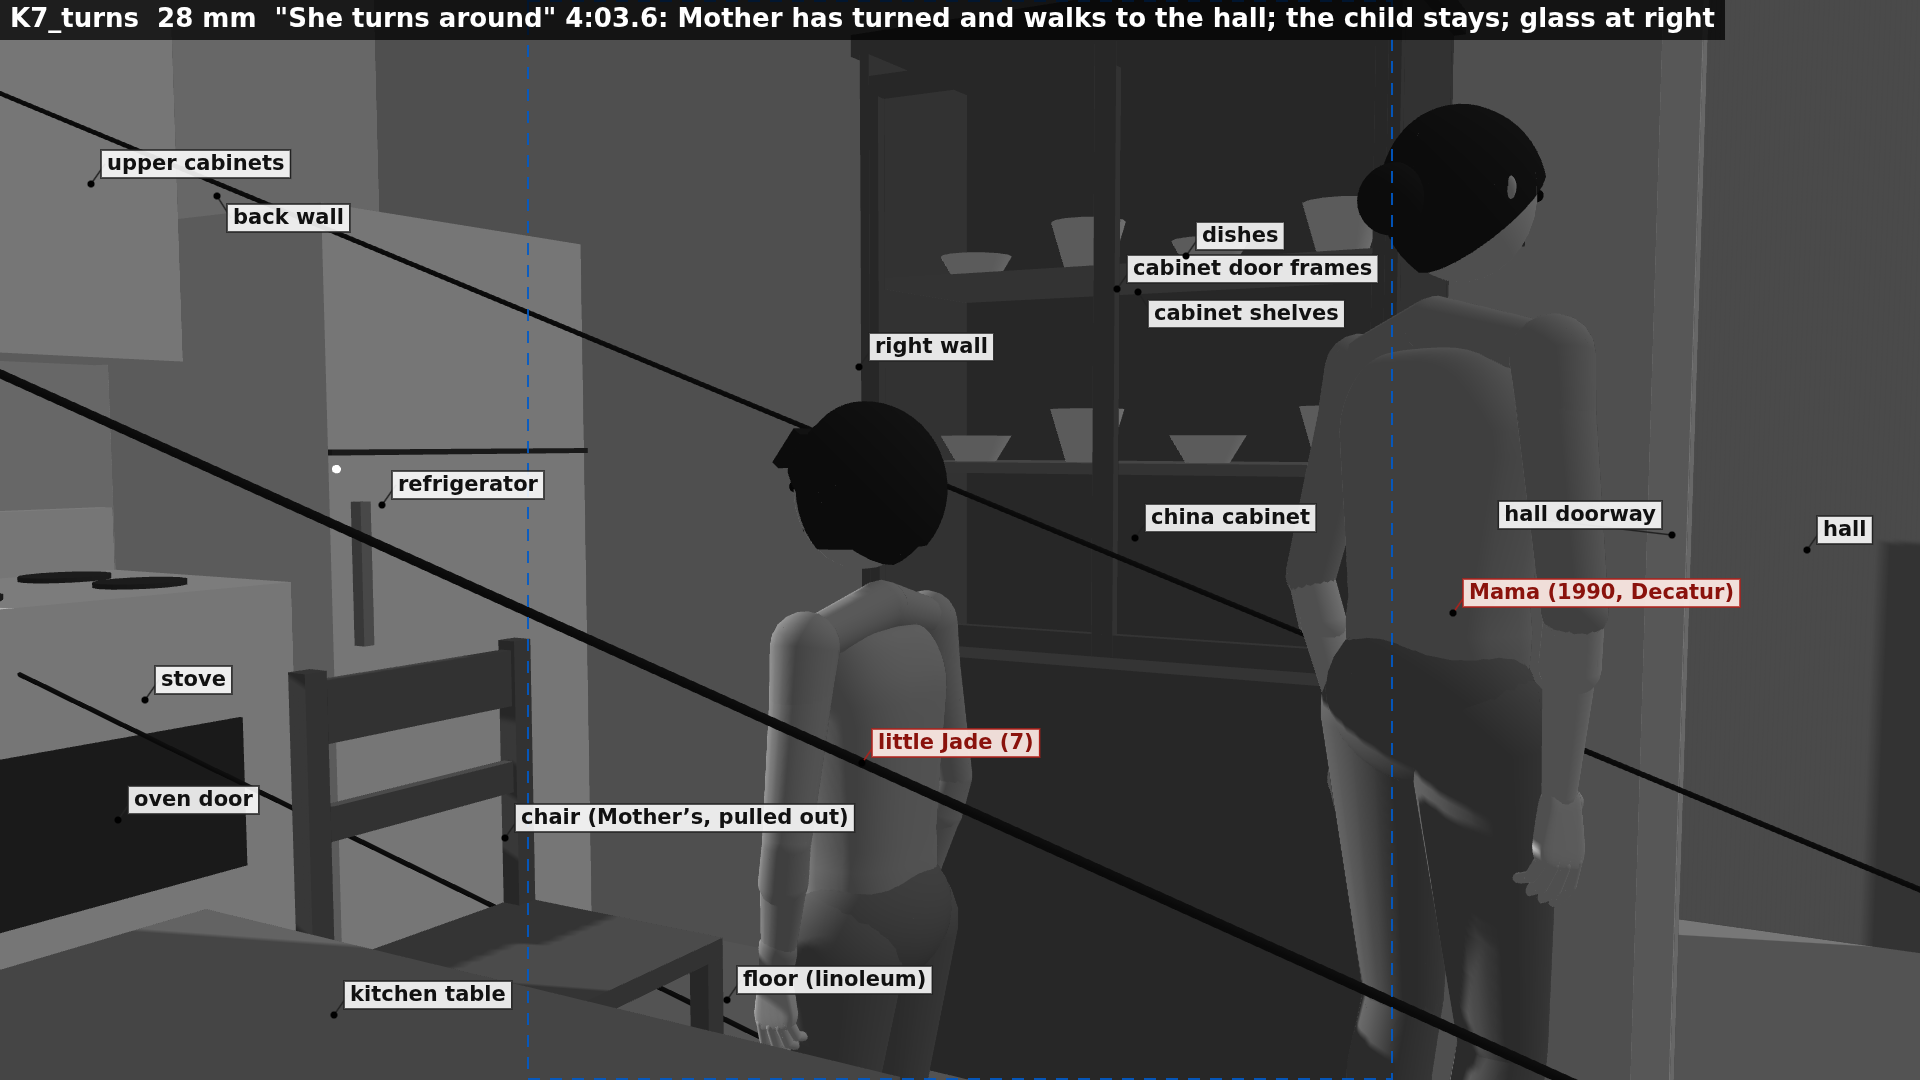 K7_turns 28 mm "She turns around" 4:03.6: Mother has turned and walks to the hall; the child stays; glass at right
upper cabinets
back wall
dishes
cabinet door frames
cabinet shelves
right wall
refrigerator
china cabinet
hall doorway
hall
Mama (1990, Decatur)
stove
little Jade (7)
oven door
chair (Mother’s, pulled out)
floor (linoleum)
kitchen table